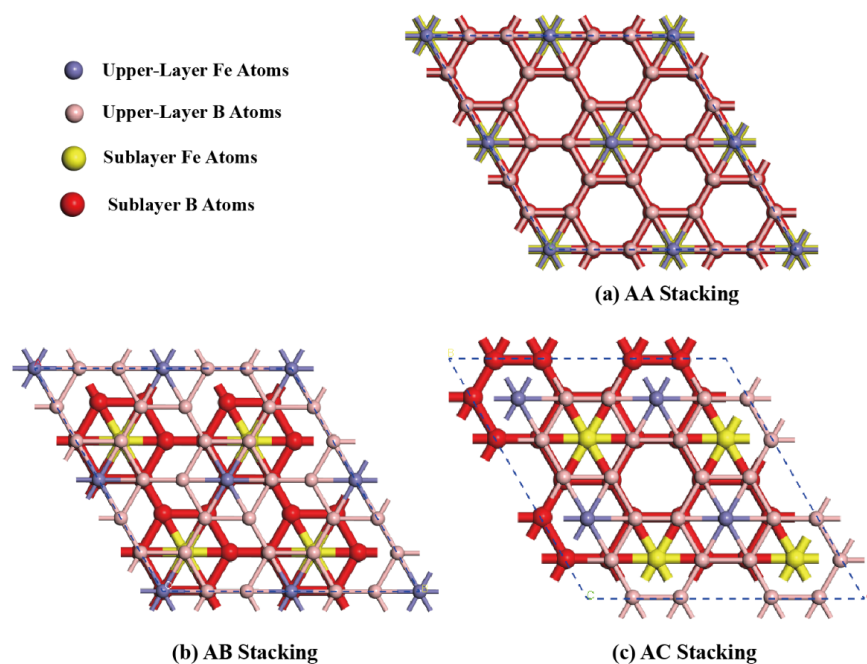 Upper-Layer Fe Atoms
Upper-Layer B Atoms
Sublayer Fe Atoms
Sublayer B Atoms
(a) AA Stacking
(b) AB Stacking
(c) AC Stacking